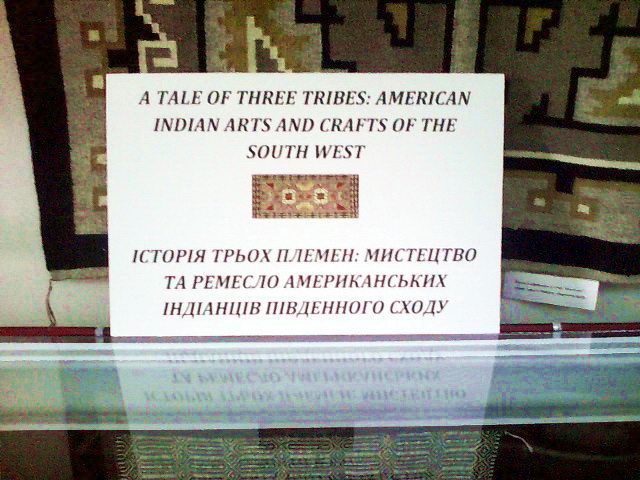 A TALE OF THREE TRIBES: AMERICAN
INDIAN ARTS AND CRAFTS OF THE
SOUTH WEST
ІСТОРІЯ ТРЬОХ ПЛЕМЕН: МИСТЕЦТВО
ТА РЕМЕСЛО АМЕРИКАНСЬКИХ
ІНДІАНЦІВ ПІВДЕННОГО СХОДУ